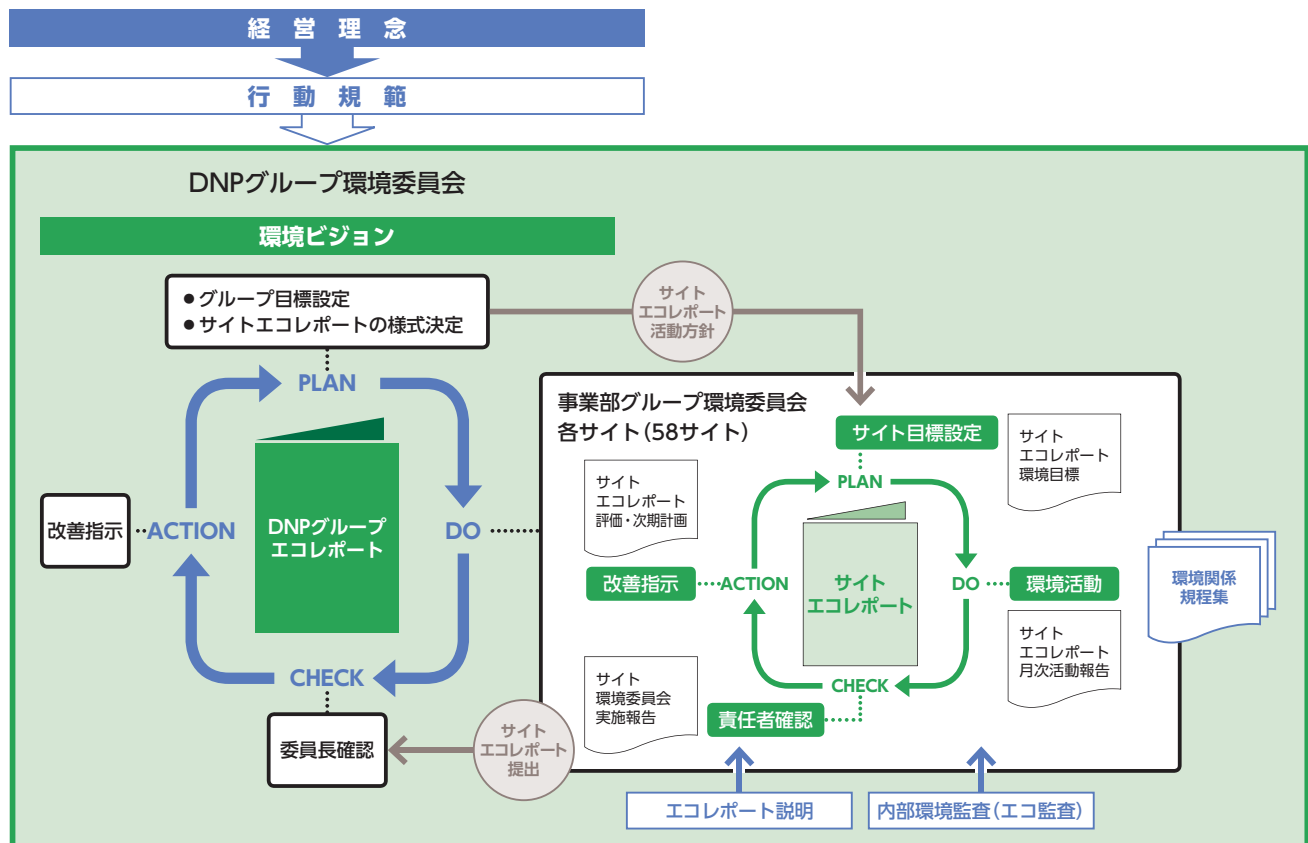 経営理念
行動規範
DNPグループ環境委員会
環境ビジョン
●グループ目標設定
●サイトエコレポートの様式決定
サイト
エコレポート
活動方針
PLAN
DO
CHECK
ACTION
DNPグループ
エコレポート
改善指示
委員長確認
サイト
エコレポート
提出
事業部グループ環境委員会
各サイト(58サイト)
サイト目標設定
サイト
エコレポート
環境目標
サイト
エコレポート
評価・次期計画
PLAN
DO
CHECK
ACTION
サイト
エコレポート
改善指示
環境活動
サイト
エコレポート
月次活動報告
サイト
環境委員会
実施報告
責任者確認
環境関係
規程集
エコレポート説明
内部環境監査(エコ監査)